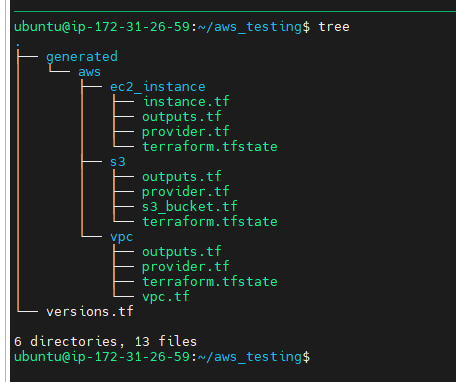 ubuntu@ip-172-31-26-59:~/aws_testing$ tree
.
├── generated
│   └── aws
│       ├── ec2_instance
│       │   ├── instance.tf
│       │   ├── outputs.tf
│       │   ├── provider.tf
│       │   └── terraform.tfstate
│       ├── s3
│       │   ├── outputs.tf
│       │   ├── provider.tf
│       │   ├── s3_bucket.tf
│       │   └── terraform.tfstate
│       └── vpc
│           ├── outputs.tf
│           ├── provider.tf
│           ├── terraform.tfstate
│           └── vpc.tf
└── versions.tf
6 directories, 13 files
ubuntu@ip-172-31-26-59:~/aws_testing$